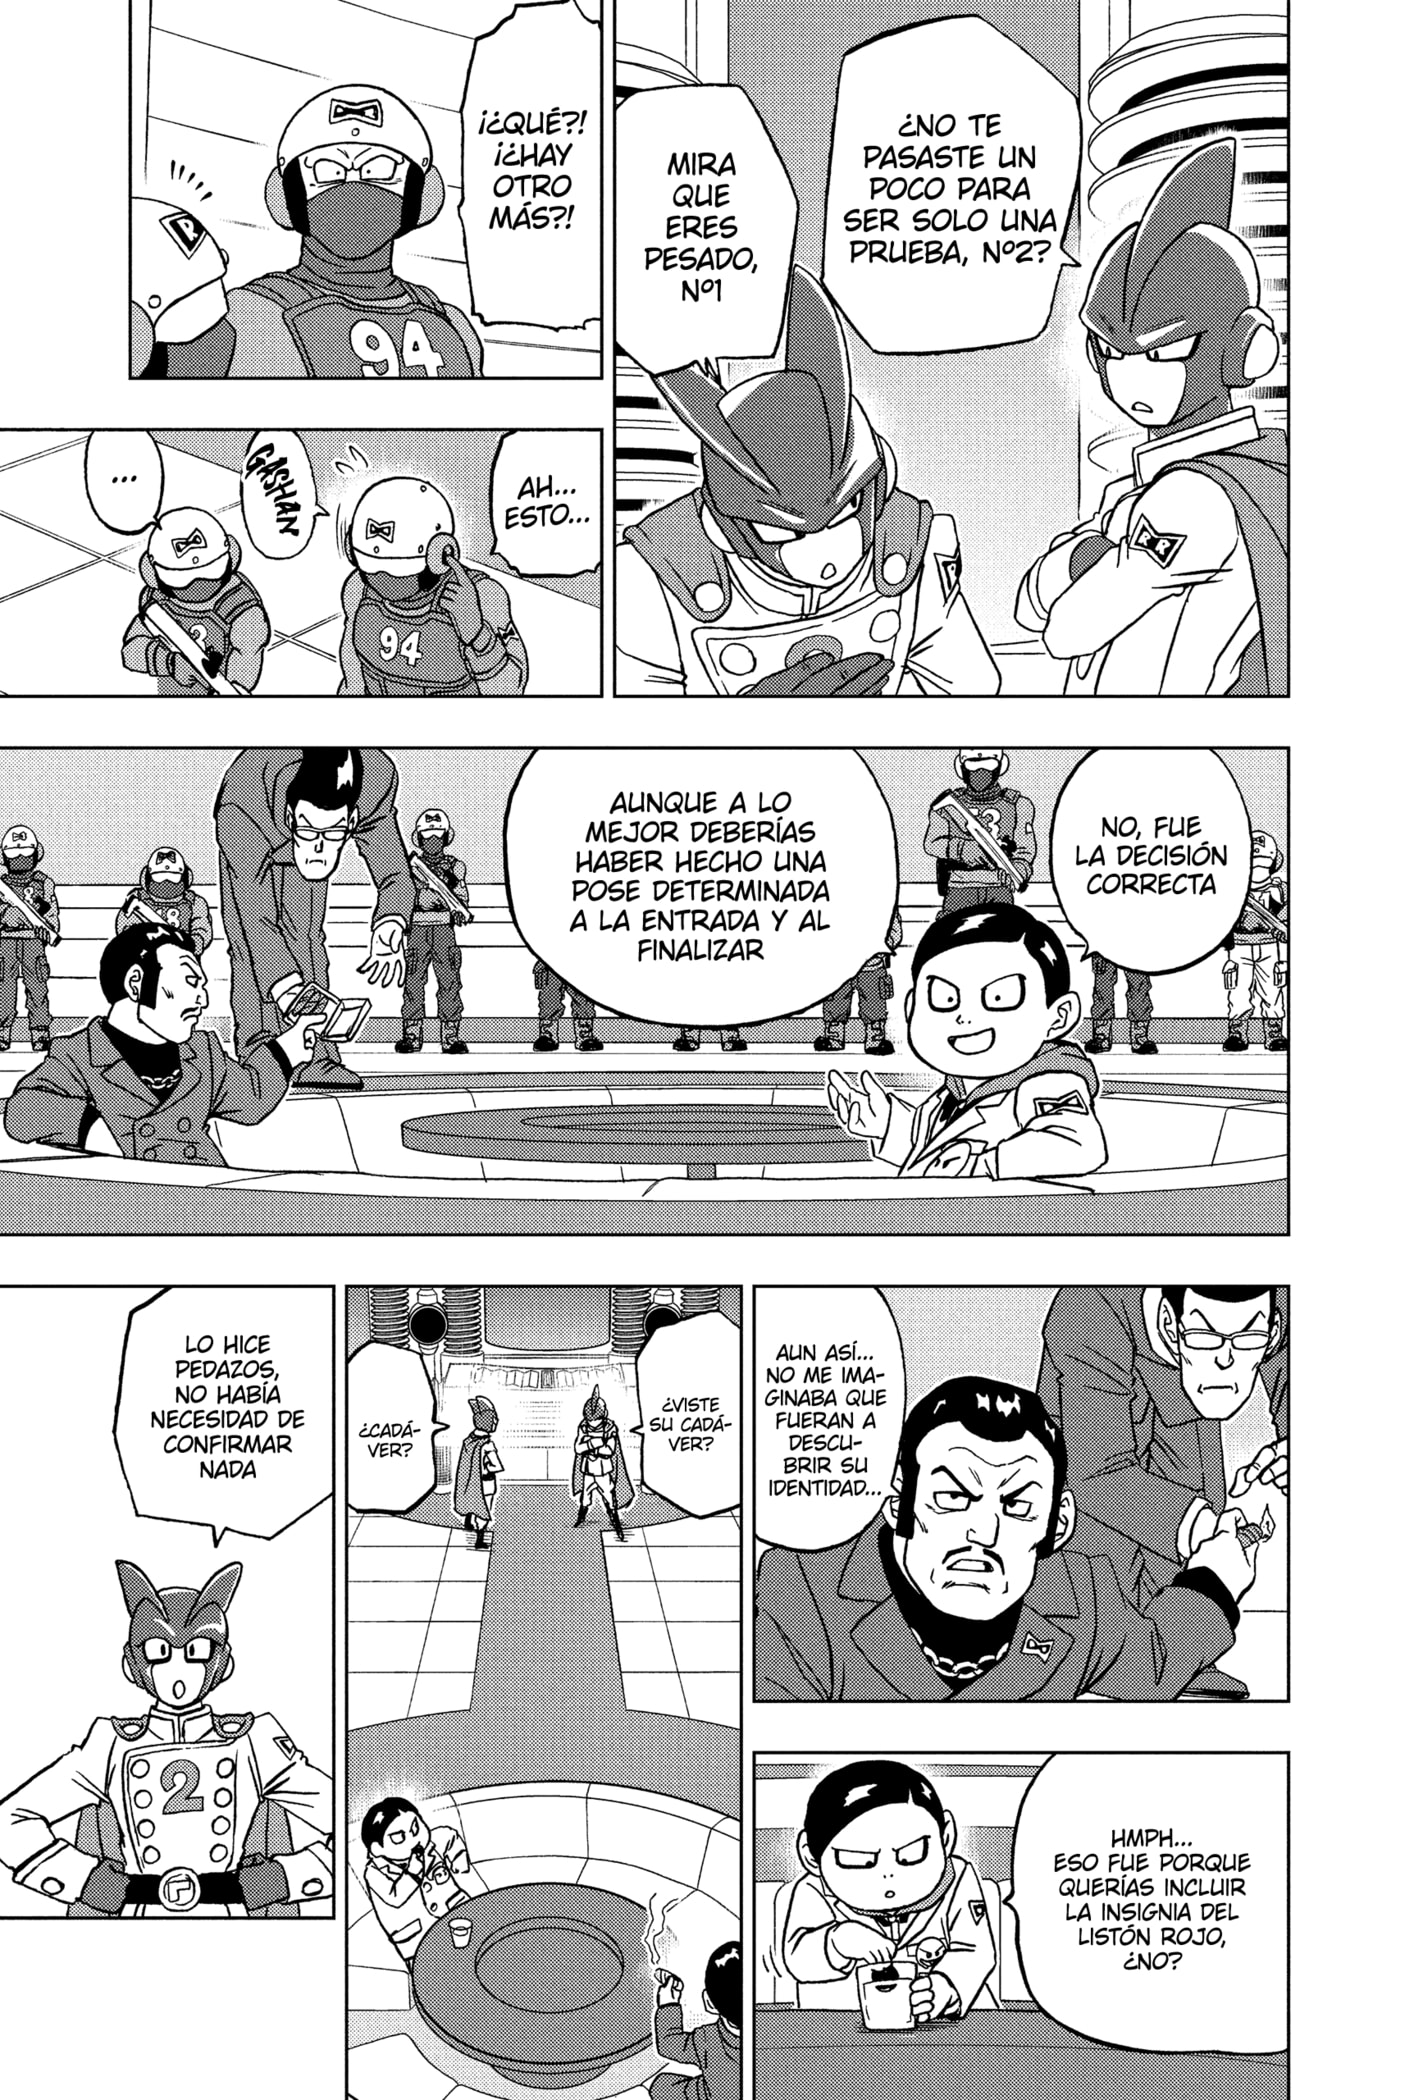 ¿NO TE
PASASTE UN
POCO PARA
SER SOLO UNA
PRUEBA, Nº2?
MIRA
QUE
ERES
PESADO,
Nº1
¡¿QUÉ?!
¡¿HAY
OTRO
MÁS?!
94
AH...
ESTO...
GASHAN
...
94
3
NO, FUE
LA DECISIÓN
CORRECTA
AUNQUE A LO
MEJOR DEBERÍAS
HABER HECHO UNA
POSE DETERMINADA
A LA ENTRADA Y AL
FINALIZAR
AUN ASÍ...
NO ME IMA-
GINABA QUE
FUERAN A
DESCU-
BRIR SU
IDENTIDAD...
HMPH...
ESO FUE PORQUE
QUERÍAS INCLUIR
LA INSIGNIA DEL
LISTÓN ROJO,
¿NO?
¿VISTE
SU CADÁ-
VER?
¿CADÁ-
VER?
LO HICE
PEDAZOS,
NO HABÍA
NECESIDAD DE
CONFIRMAR
NADA
2